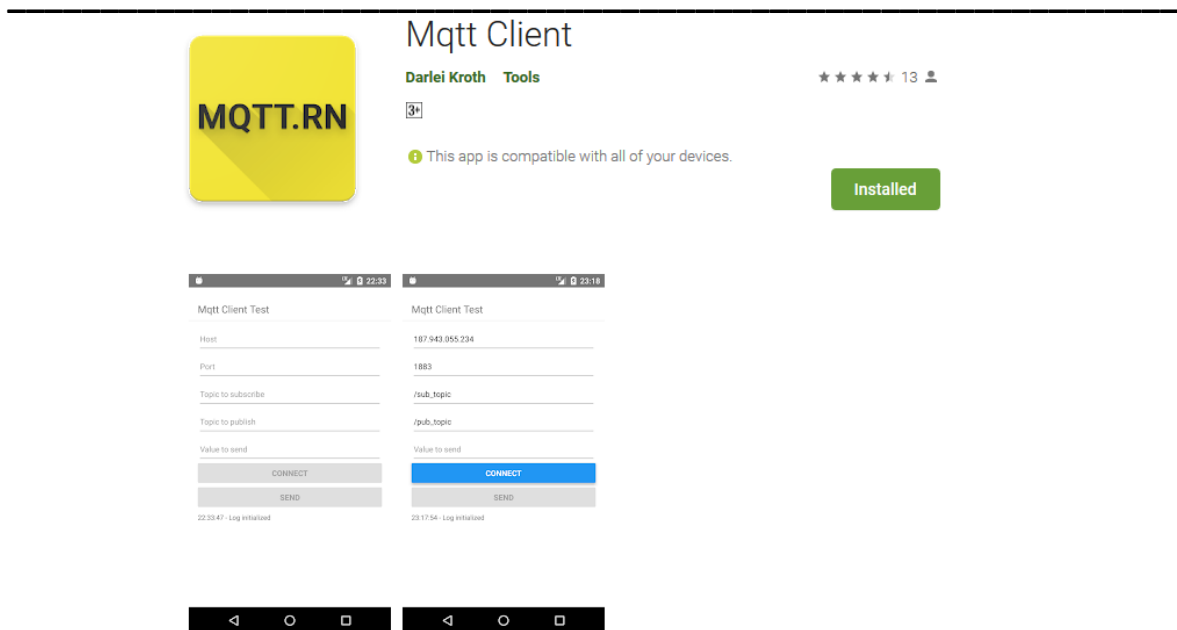 Mqtt Client
Darlei Kroth Tools
13
MQTT.RN
3+
This app is compatible with all of your devices.
Installed
22:33
Mqtt Client Test
Host
Port
Topic to subscribe
Topic to publish
Value to send
CONNECT
SEND
22:33:47 - Log initialized
23:18
Mqtt Client Test
187.943.055.234
1883
/sub_topic
/pub_topic
Value to send
CONNECT
SEND
23:17:54 - Log initialized